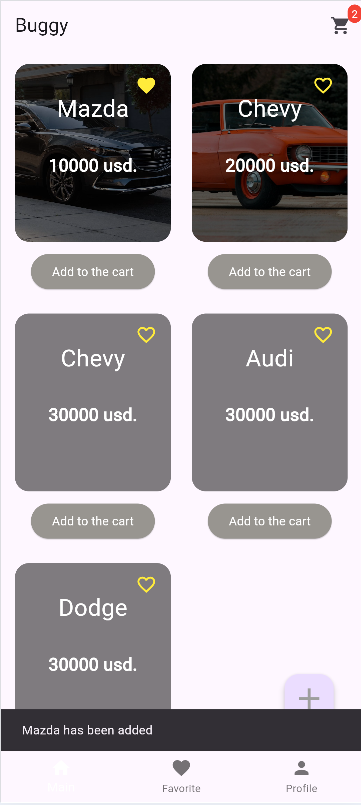 Buggy
2
Mazda
10000 usd.
Chevy
20000 usd.
Add to the cart
Add to the cart
Chevy
30000 usd.
Audi
30000 usd.
Add to the cart
Add to the cart
Dodge
30000 usd.
Mazda has been added
Favorite
Profile